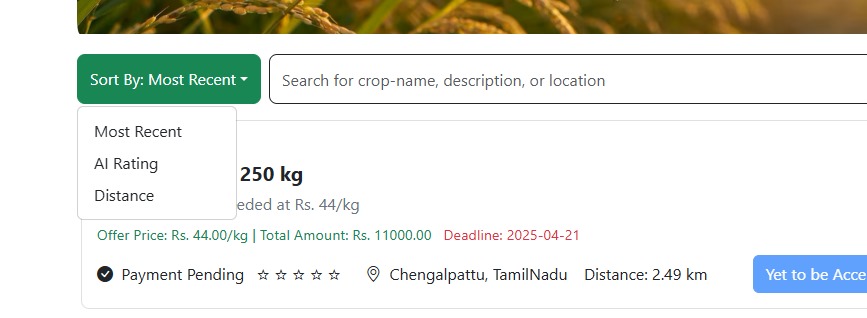 Sort By: Most Recent
Search for crop-name, description, or location
Most Recent
AI Rating
Distance
250 kg
at Rs. 44/kg
Offer Price: Rs. 44.00/kg | Total Amount: Rs. 11000.00 Deadline: 2025-04-21
Payment Pending ☆ ☆ ☆ ☆ ☆ Chengalpattu, TamilNadu Distance: 2.49 km Yet to be